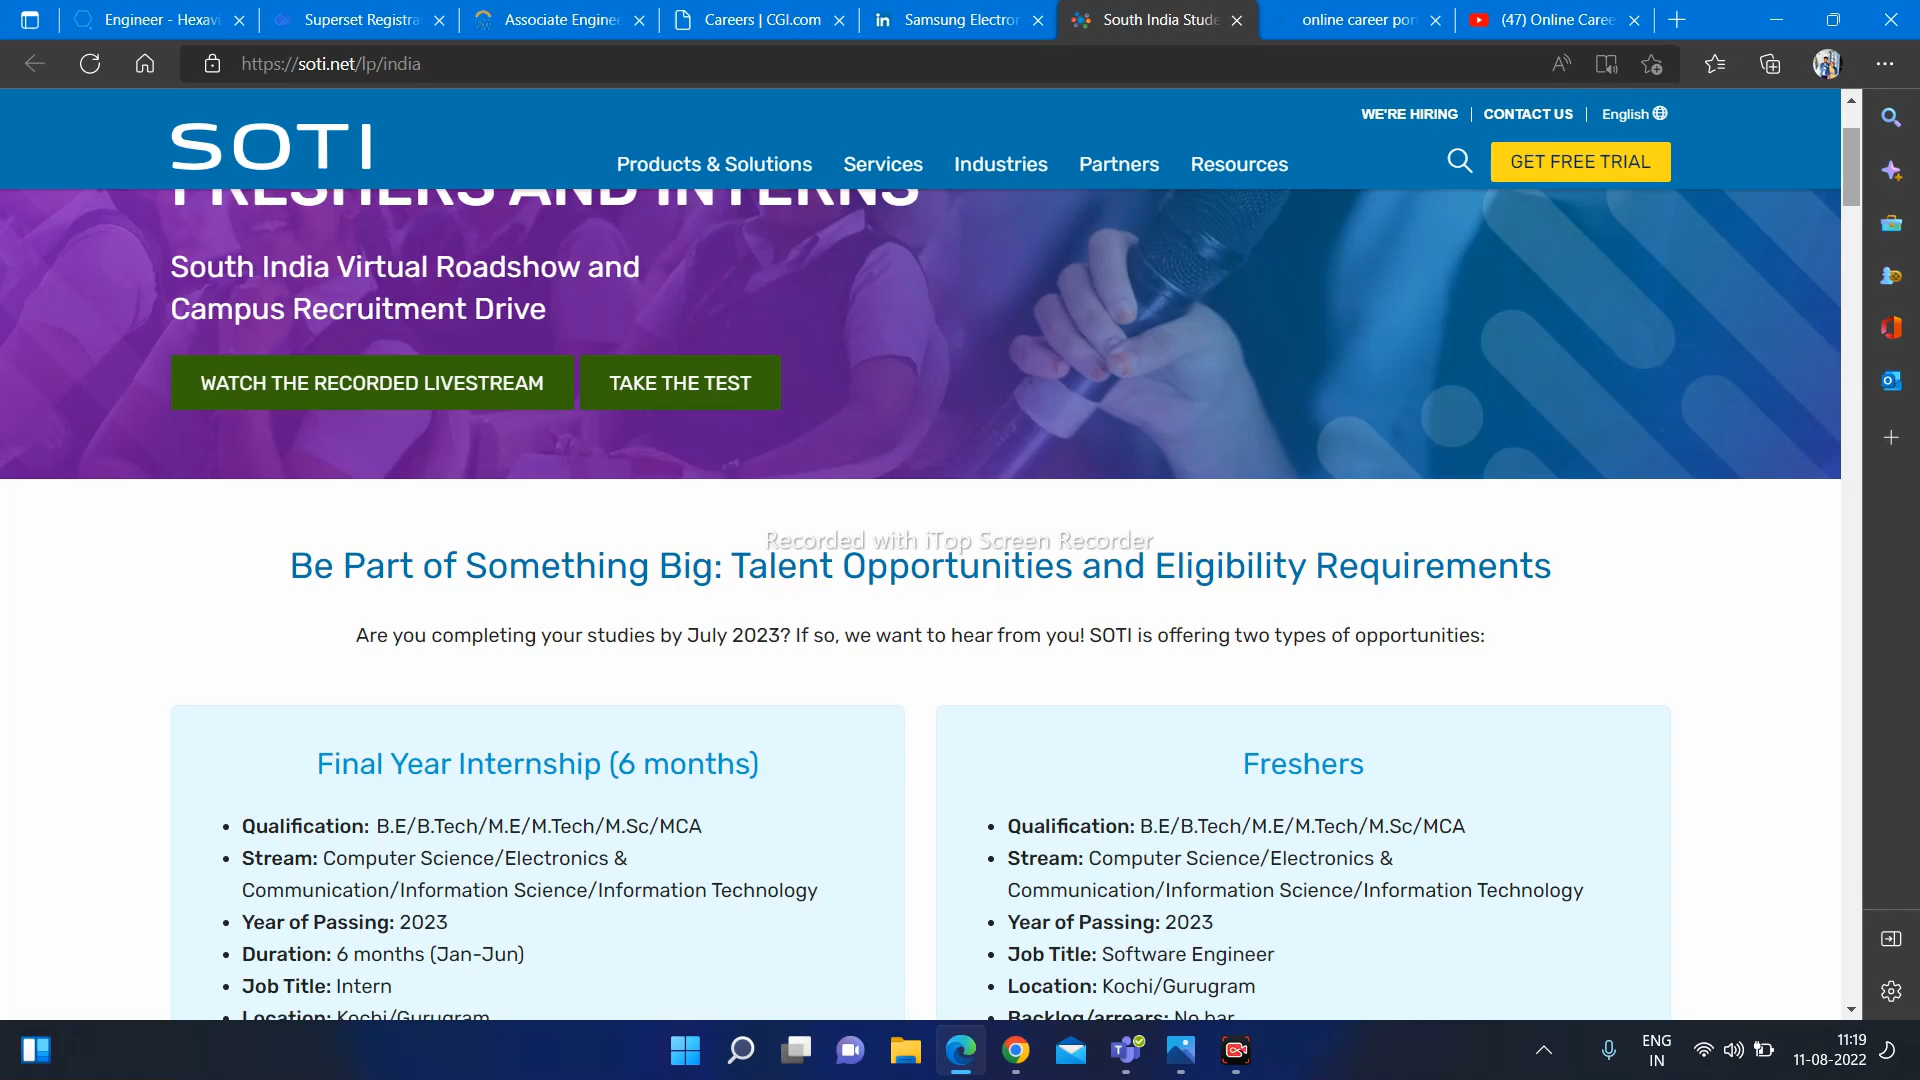 Engineer - Hexavi
Superset Registra
Associate Enginee
Careers | CGI.com
in Samsung Electror
South India Stude
online career por
(47) Online Caree
https://soti.net/lp/india
WE'RE HIRING | CONTACT US | English
SOTI
Products & Solutions Services Industries Partners Resources
GET FREE TRIAL
FRESHERS AND INTERNS
South India Virtual Roadshow and
Campus Recruitment Drive
WATCH THE RECORDED LIVESTREAM
TAKE THE TEST
Recorded with iTop Screen Recorder
Be Part of Something Big: Talent Opportunities and Eligibility Requirements
Are you completing your studies by July 2023? If so, we want to hear from you! SOTI is offering two types of opportunities:
Final Year Internship (6 months)
• Qualification: B.E/B.Tech/M.E/M.Tech/M.Sc/MCA
• Stream: Computer Science/Electronics &
Communication/Information Science/Information Technology
• Year of Passing: 2023
• Duration: 6 months (Jan-Jun)
• Job Title: Intern
• Location: Kochi/Gurugram
Freshers
• Qualification: B.E/B.Tech/M.E/M.Tech/M.Sc/MCA
• Stream: Computer Science/Electronics &
Communication/Information Science/Information Technology
• Year of Passing: 2023
• Job Title: Software Engineer
• Location: Kochi/Gurugram
• Backlog/arrears: No bar
ENG
IN
11:19
11-08-2022